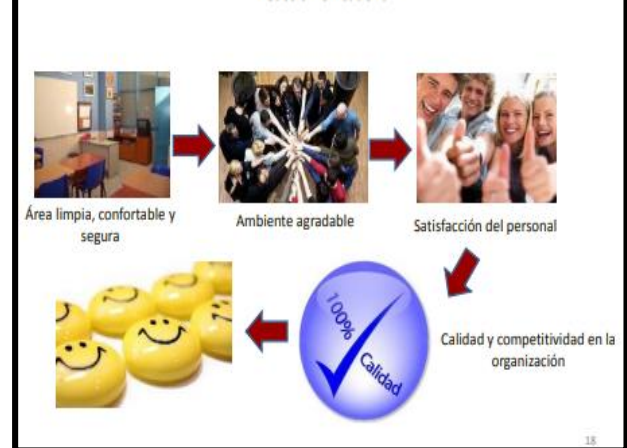 Área limpia, confortable y
segura
Ambiente agradable
Satisfacción del personal
100%
Calidad
Calidad y competitividad en la
organización
18